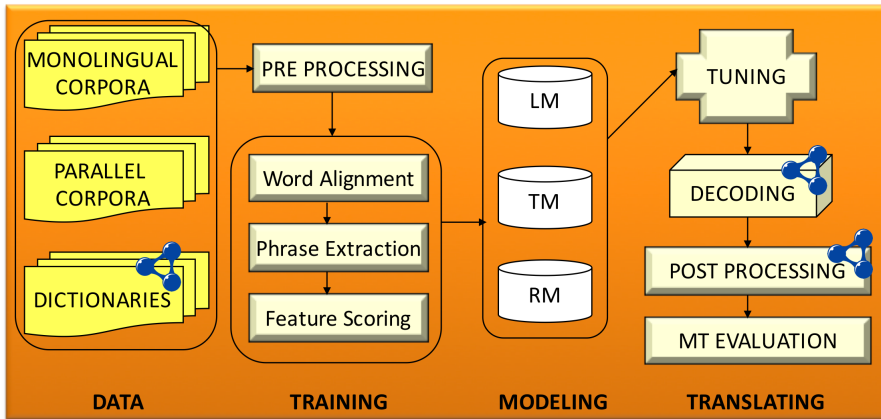 MONOLINGUAL
CORPORA
PARALLEL
CORPORA
DICTIONARIES
DATA
PRE PROCESSING
Word Alignment
Phrase Extraction
Feature Scoring
TRAINING
LM
TM
RM
MODELING
TUNING
DECODING
POST PROCESSING
MT EVALUATION
TRANSLATING